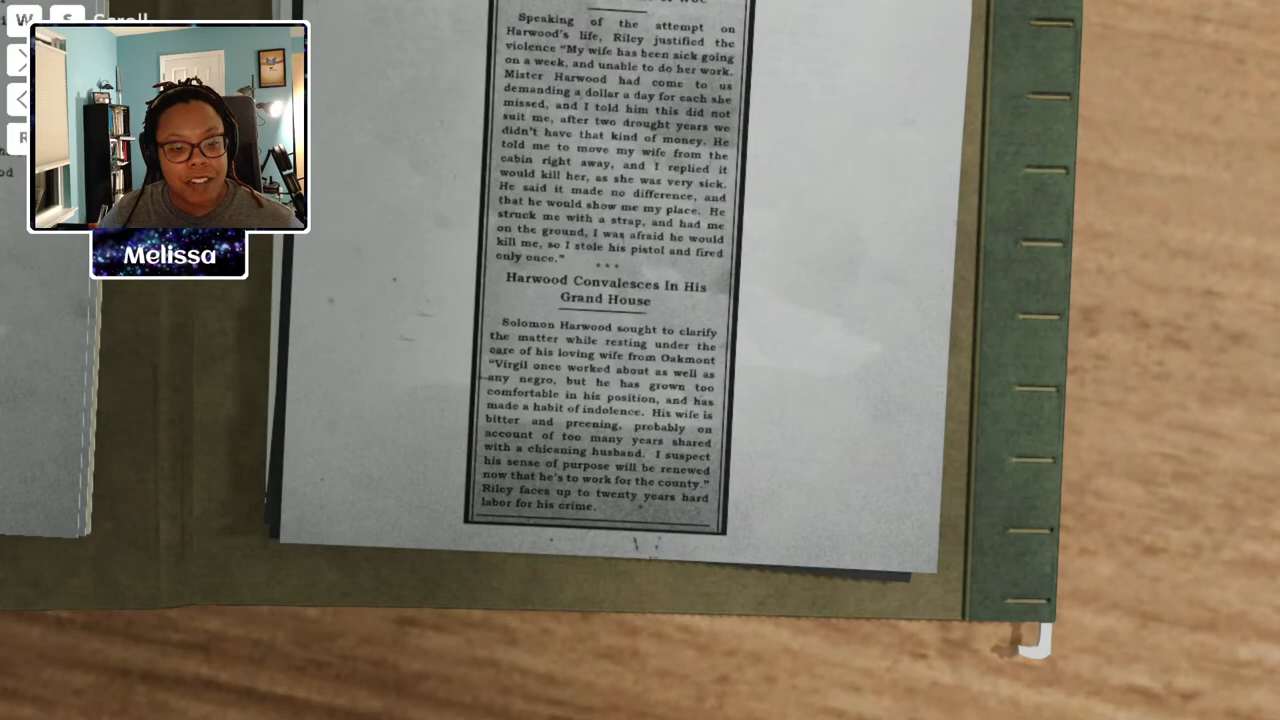 W S Scroll
R
od
Melissa
Speaking of the attempt on
Harwood's life, Riley justified the
violence "My wife has been sick going
on a week, and unable to do her work.
Mister Harwood had come to us
demanding a dollar a day for each she
missed, and I told him this did not
suit me, after two drought years we
didn't have that kind of money. He
told me to move my wife from the
cabin right away, and I replied it
would kill her, as she was very sick.
He said it made no difference, and
that he would show me my place. He
struck me with a strap, and had me
on the ground, I was afraid he would
kill me, so I stole his pistol and fired
only once."
* * *
Harwood Convalesces In His
Grand House
Solomon Harwood sought to clarify
the matter while resting under the
care of his loving wife from Oakmont
"Virgil once worked about as well as
any negro, but he has grown too
comfortable in his position, and has
made a habit of indolence. His wife is
bitter and preening, probably on
account of too many years shared
with a chicaning husband. I suspect
his sense of purpose will be renewed
now that he's to work for the county."
Riley faces up to twenty years hard
labor for his crime.